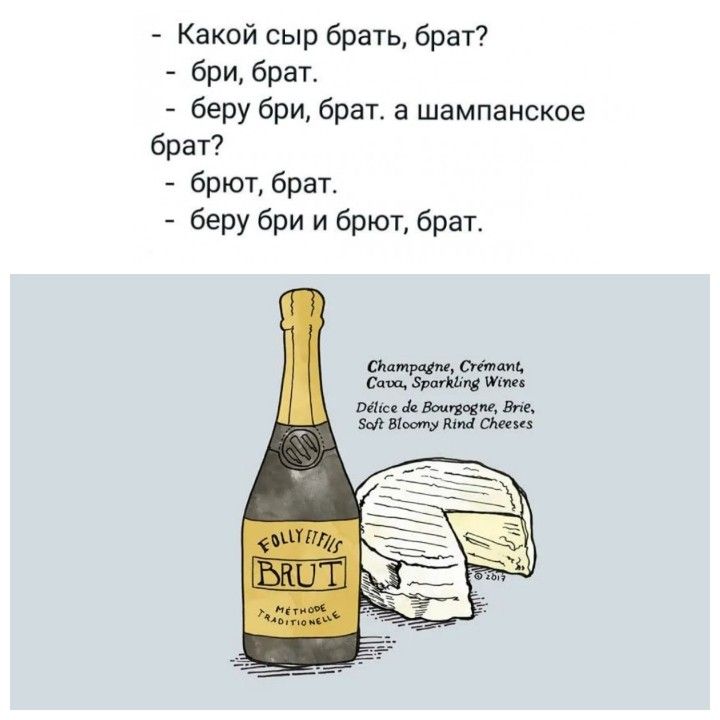 - Какой сыр брать, брат?
- бри, брат.
- беру бри, брат. а шампанское
брат?
- брют, брат.
- беру бри и брют, брат.
Champagne, Crémant,
Cava, Sparkling Wines
Délice de Bourgogne, Brie,
Soft Bloomy Rind Cheeses
FOLLY ET FILS
BRUT
MÉTHODE
TRADITIONELLE
© 2017